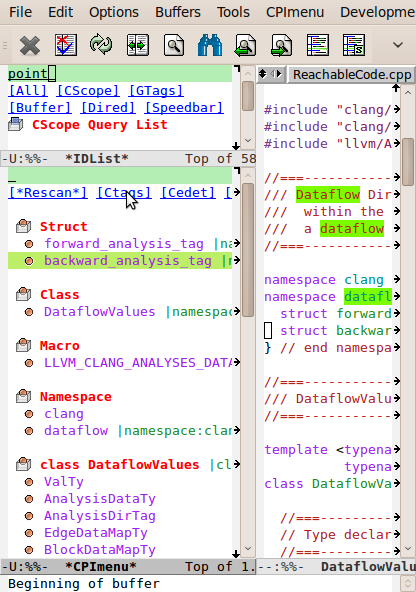 File Options Buffers Tools CPImenu Developme
point
[All] [CScope] [GTags]
[Buffer] [Dired] [Speedbar]
CScope Query List
-U:%%- *IDList* Top of 58
[*Rescan*] [Ctags] [Cedet] [
Struct
forward_analysis_tag |na
backward_analysis_tag |n
Class
DataflowValues |namespac
Macro
LLVM_CLANG_ANALYSES_DATA
Namespace
clang
dataflow |namespace:clan
class DataflowValues |cl
ValTy
AnalysisDataTy
AnalysisDirTag
EdgeDataMapTy
BlockDataMapTy
-U:%%- *CPImenu* Top of 1.
Beginning of buffer
ReachableCode.cpp
#include "clang/
#include "clang/
#include "llvm/A
//===-----------
/// Dataflow Dir
/// within the
/// a dataflow
//===-----------
namespace clang
namespace datafl
struct forward
struct backwar
} // end namespa
//===-----------
/// DataflowValu
//===-----------
template <typena
typena
class DataflowVa
//===---------
// Type declar
//===---------
--:%%- DataflowValu